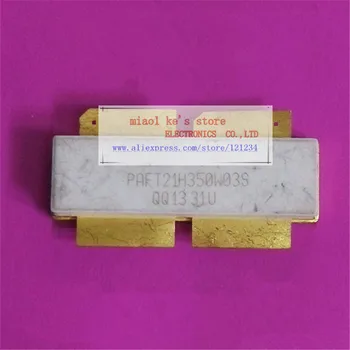 miaol ke's store
ELECTRONICS CO.,LTD
www.aliexpress.com/store/121234
PAFT21H350W03S
QQ1331U